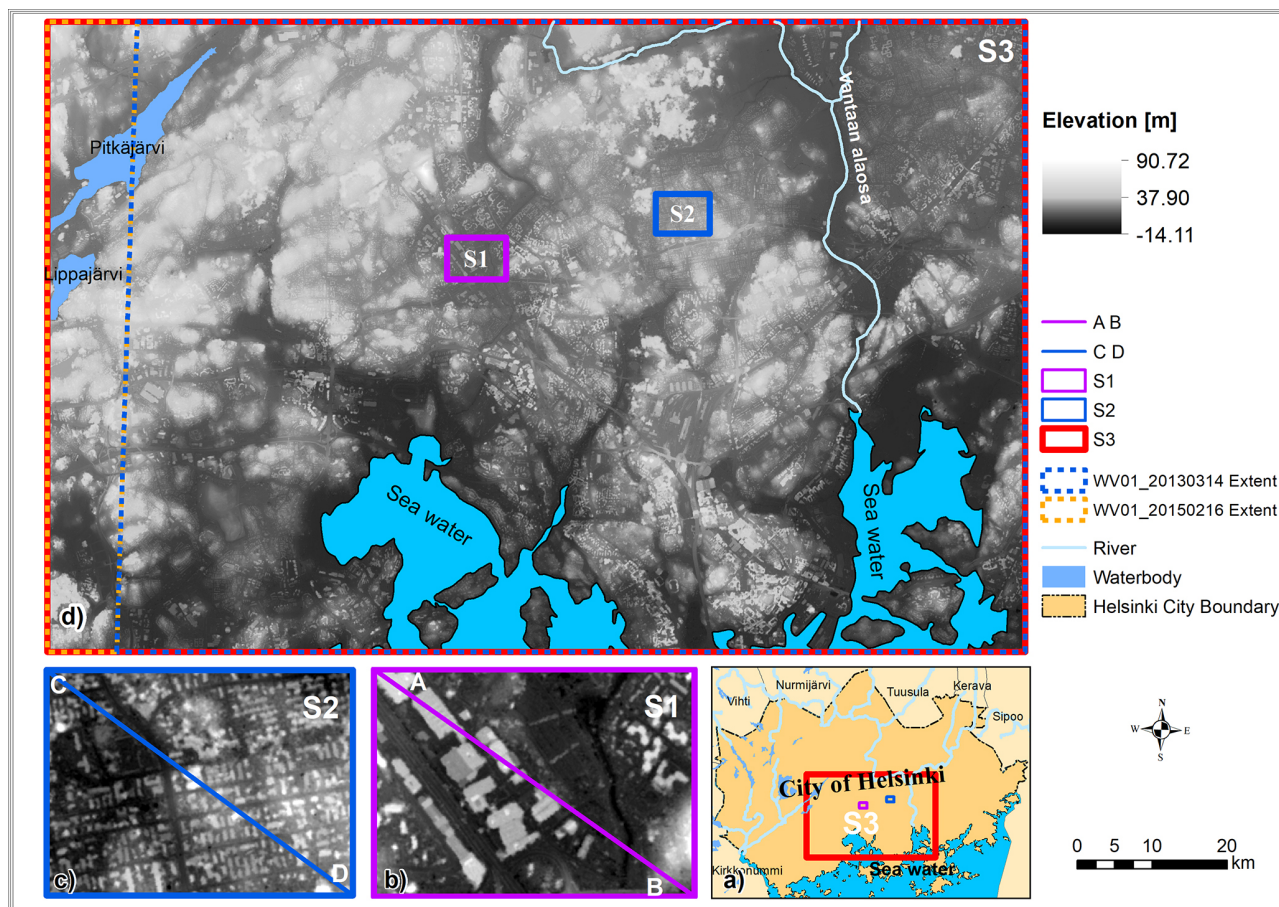 S3
Pitkäjärvi
Lippajärvi
S1
S2
Vantaan alaosa
Sea water
Sea water
d)
Elevation [m]
90.72
37.90
-14.11
A B
C D
S1
S2
S3
WV01_20130314 Extent
WV01_20150216 Extent
River
Waterbody
Helsinki City Boundary
C
S2
D
c)
A
S1
B
b)
Vihti
Nurmijärvi
Tuusula
Kerava
Sipoo
City of Helsinki
S3
Kirkkonummi
Sea water
a)
N
W
E
S
0 5 10 20
km